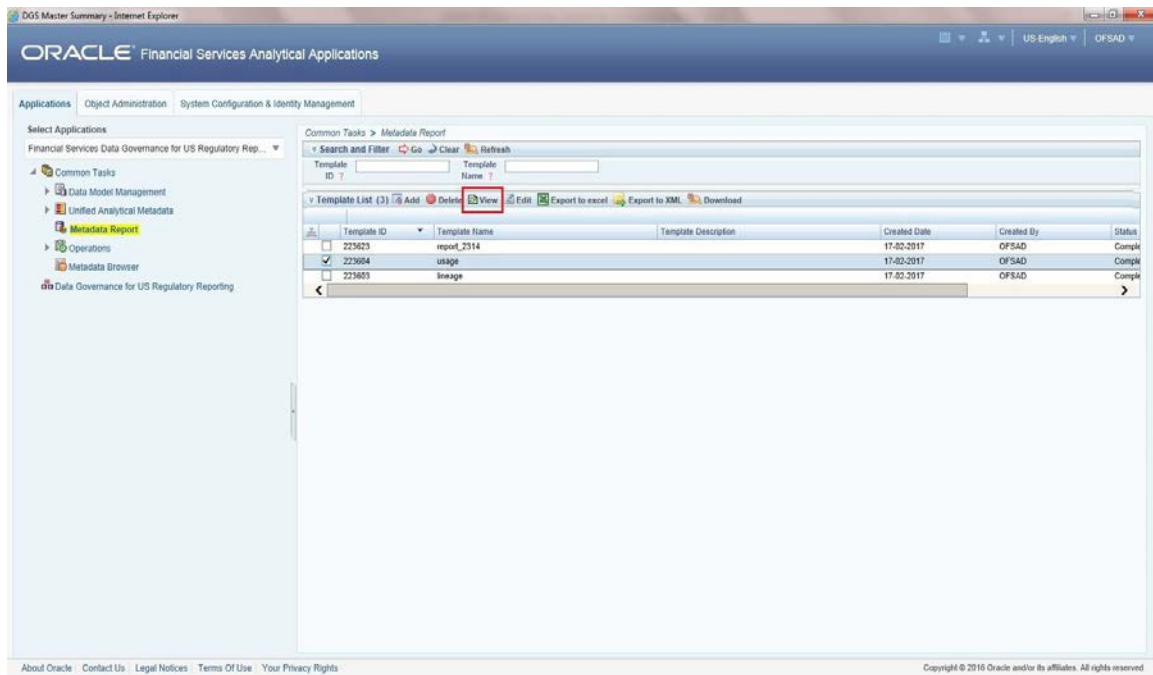 DGS Master Summary - Internet Explorer
ORACLE Financial Services Analytical Applications
US-English OFSAD
Applications Object Administration System Configuration & Identity Management
Select Applications
Financial Services Data Governance for US Regulatory Rep...
Common Tasks
Data Model Management
Unified Analytical Metadata
Metadata Report
Operations
Metadata Browser
Data Governance for US Regulatory Reporting
Common Tasks > Metadata Report
Search and Filter Go Clear Refresh
Template ID ? Template Name ?
Template List (3) Add Delete View Edit Export to excel Export to XML Download
Template ID Template Name Template Description Created Date Created By Status
223623 report_2314 17-02-2017 OFSAD Comple
223604 usage 17-02-2017 OFSAD Comple
223603 lineage 17-02-2017 OFSAD Comple
About Oracle Contact Us Legal Notices Terms Of Use Your Privacy Rights
Copyright © 2016 Oracle and/or its affiliates. All rights reserved